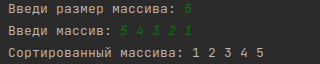 Введи размер массива: 5
Введи массив: 5 4 3 2 1
Сортированный массива: 1 2 3 4 5